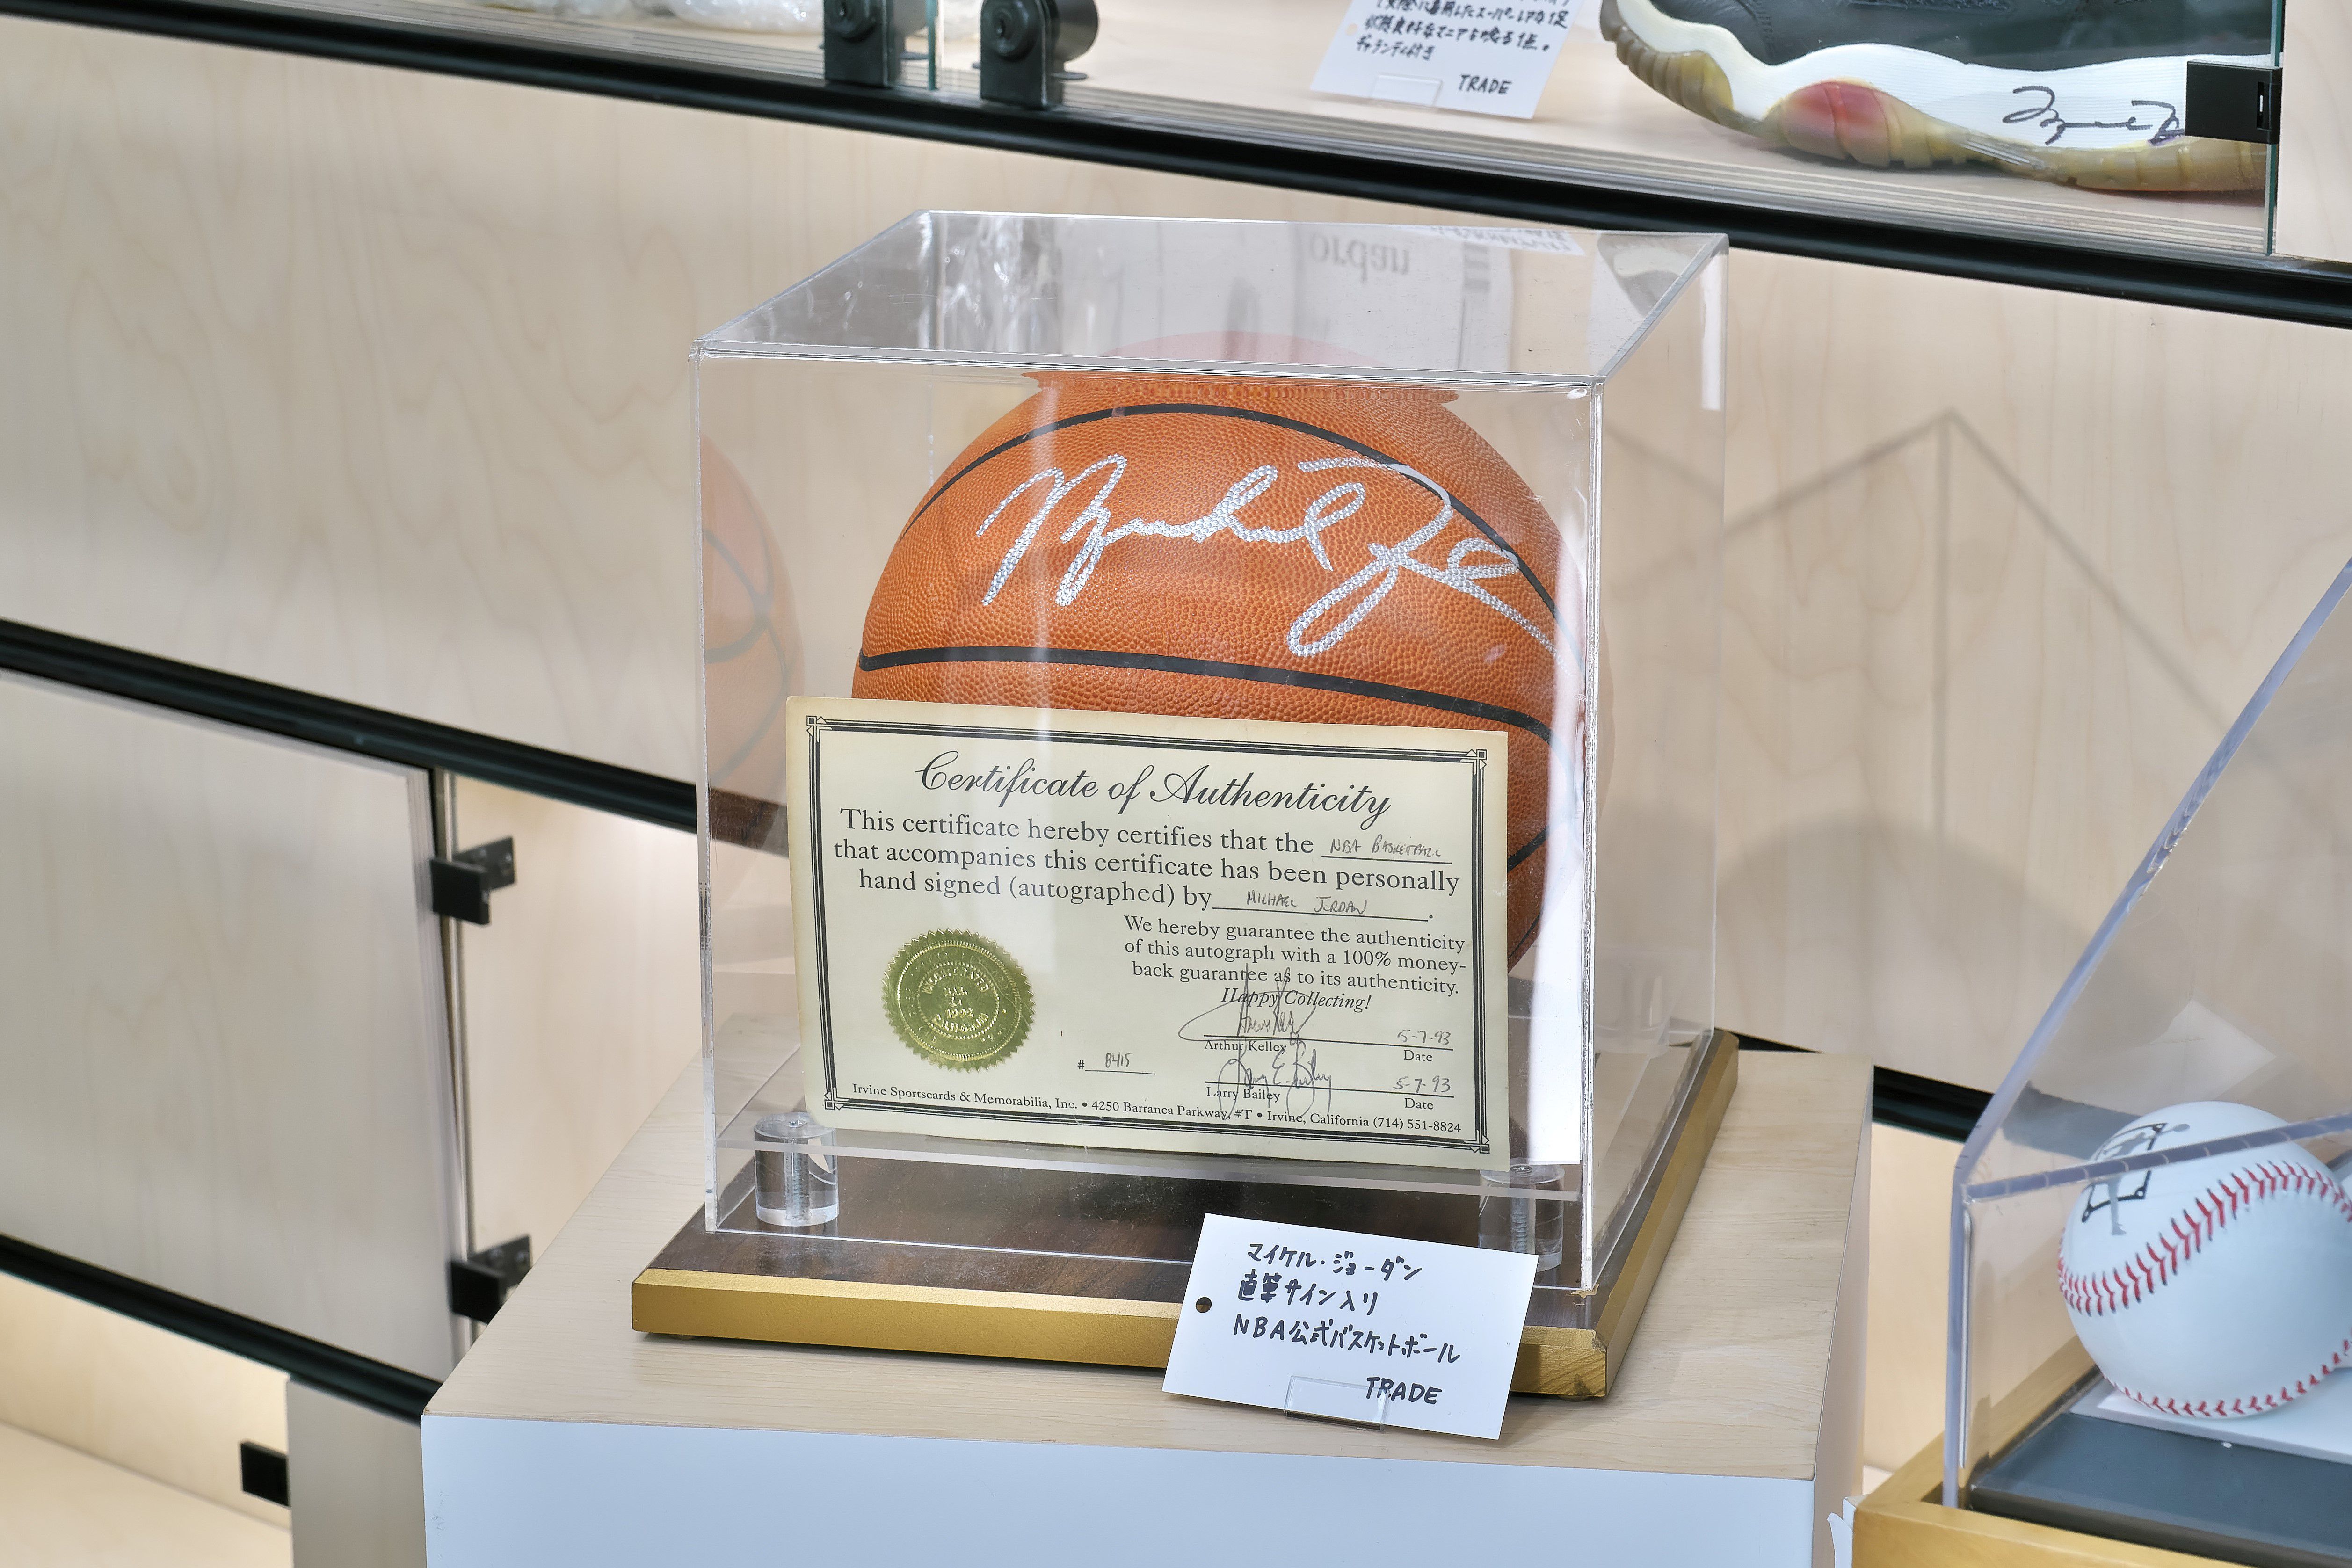 TRADE
ordan
Certificate of Authenticity
This certificate hereby certifies that the NBA BASKETBALL
that accompanies this certificate has been personally
hand signed (autographed) by MICHAEL JORDAN.
We hereby guarantee the authenticity
of this autograph with a 100% money-
back guarantee as to its authenticity.
Happy Collecting!
INCORPORATED
MAR.
CALIFORNIA
5-7-93
Arthur Kelley
Date
# 8415
5-7-93
Larry Bailey
Date
Irvine Sportscards & Memorabilia, Inc. • 4250 Barranca Parkway, #T • Irvine, California (714) 551-8824
マイケル・ジョーダン
直筆サイン入り
NBA公式バスケットボール
TRADE